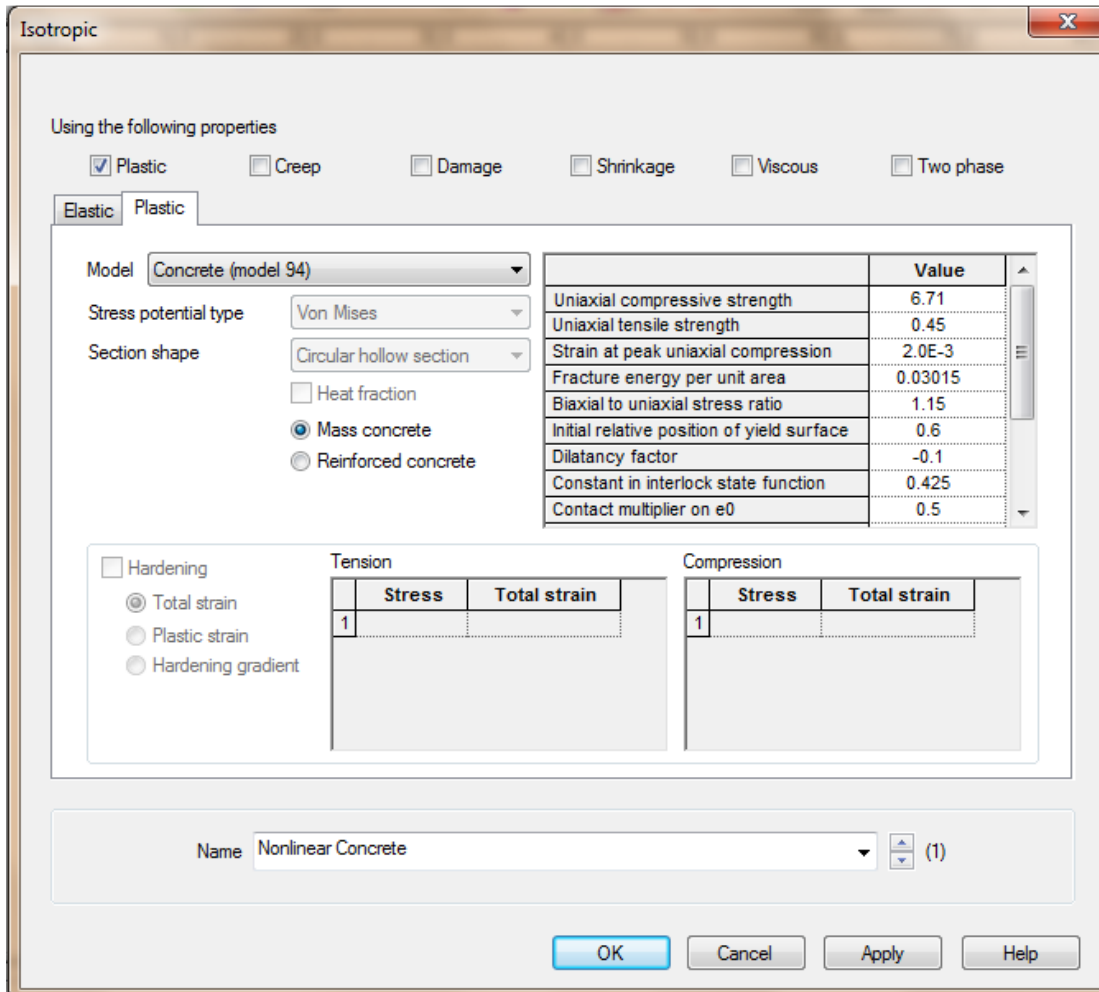 Isotropic
Using the following properties
Plastic Creep Damage Shrinkage Viscous Two phase
Elastic Plastic
Model Concrete (model 94)
Stress potential type Von Mises
Section shape Circular hollow section
Heat fraction
Mass concrete
Reinforced concrete
Value
Uniaxial compressive strength 6.71
Uniaxial tensile strength 0.45
Strain at peak uniaxial compression 2.0E-3
Fracture energy per unit area 0.03015
Biaxial to uniaxial stress ratio 1.15
Initial relative position of yield surface 0.6
Dilatancy factor -0.1
Constant in interlock state function 0.425
Contact multiplier on e0 0.5
Hardening
Total strain
Plastic strain
Hardening gradient
Tension
Stress Total strain
1
Compression
Stress Total strain
1
Name Nonlinear Concrete (1)
OK Cancel Apply Help